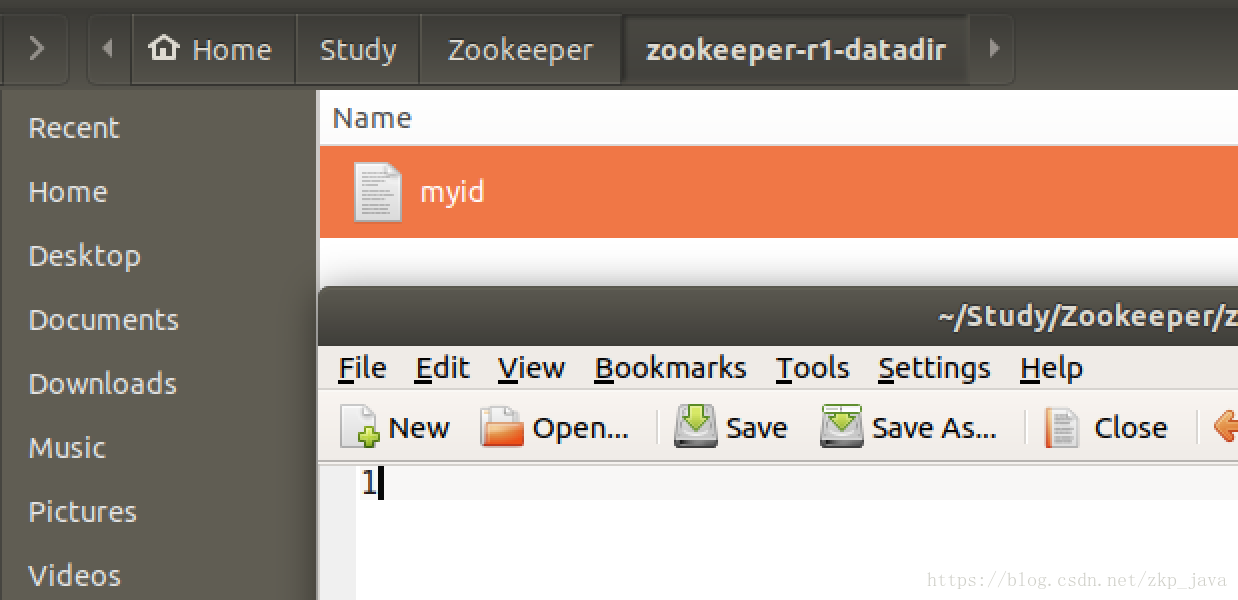 Home Study Zookeeper zookeeper-r1-datadir
Recent
Home
Desktop
Documents
Downloads
Music
Pictures
Videos
Name
myid
~/Study/Zookeeper/z
File Edit View Bookmarks Tools Settings Help
New Open... Save Save As... Close
1
https://blog.csdn.net/zkp_java